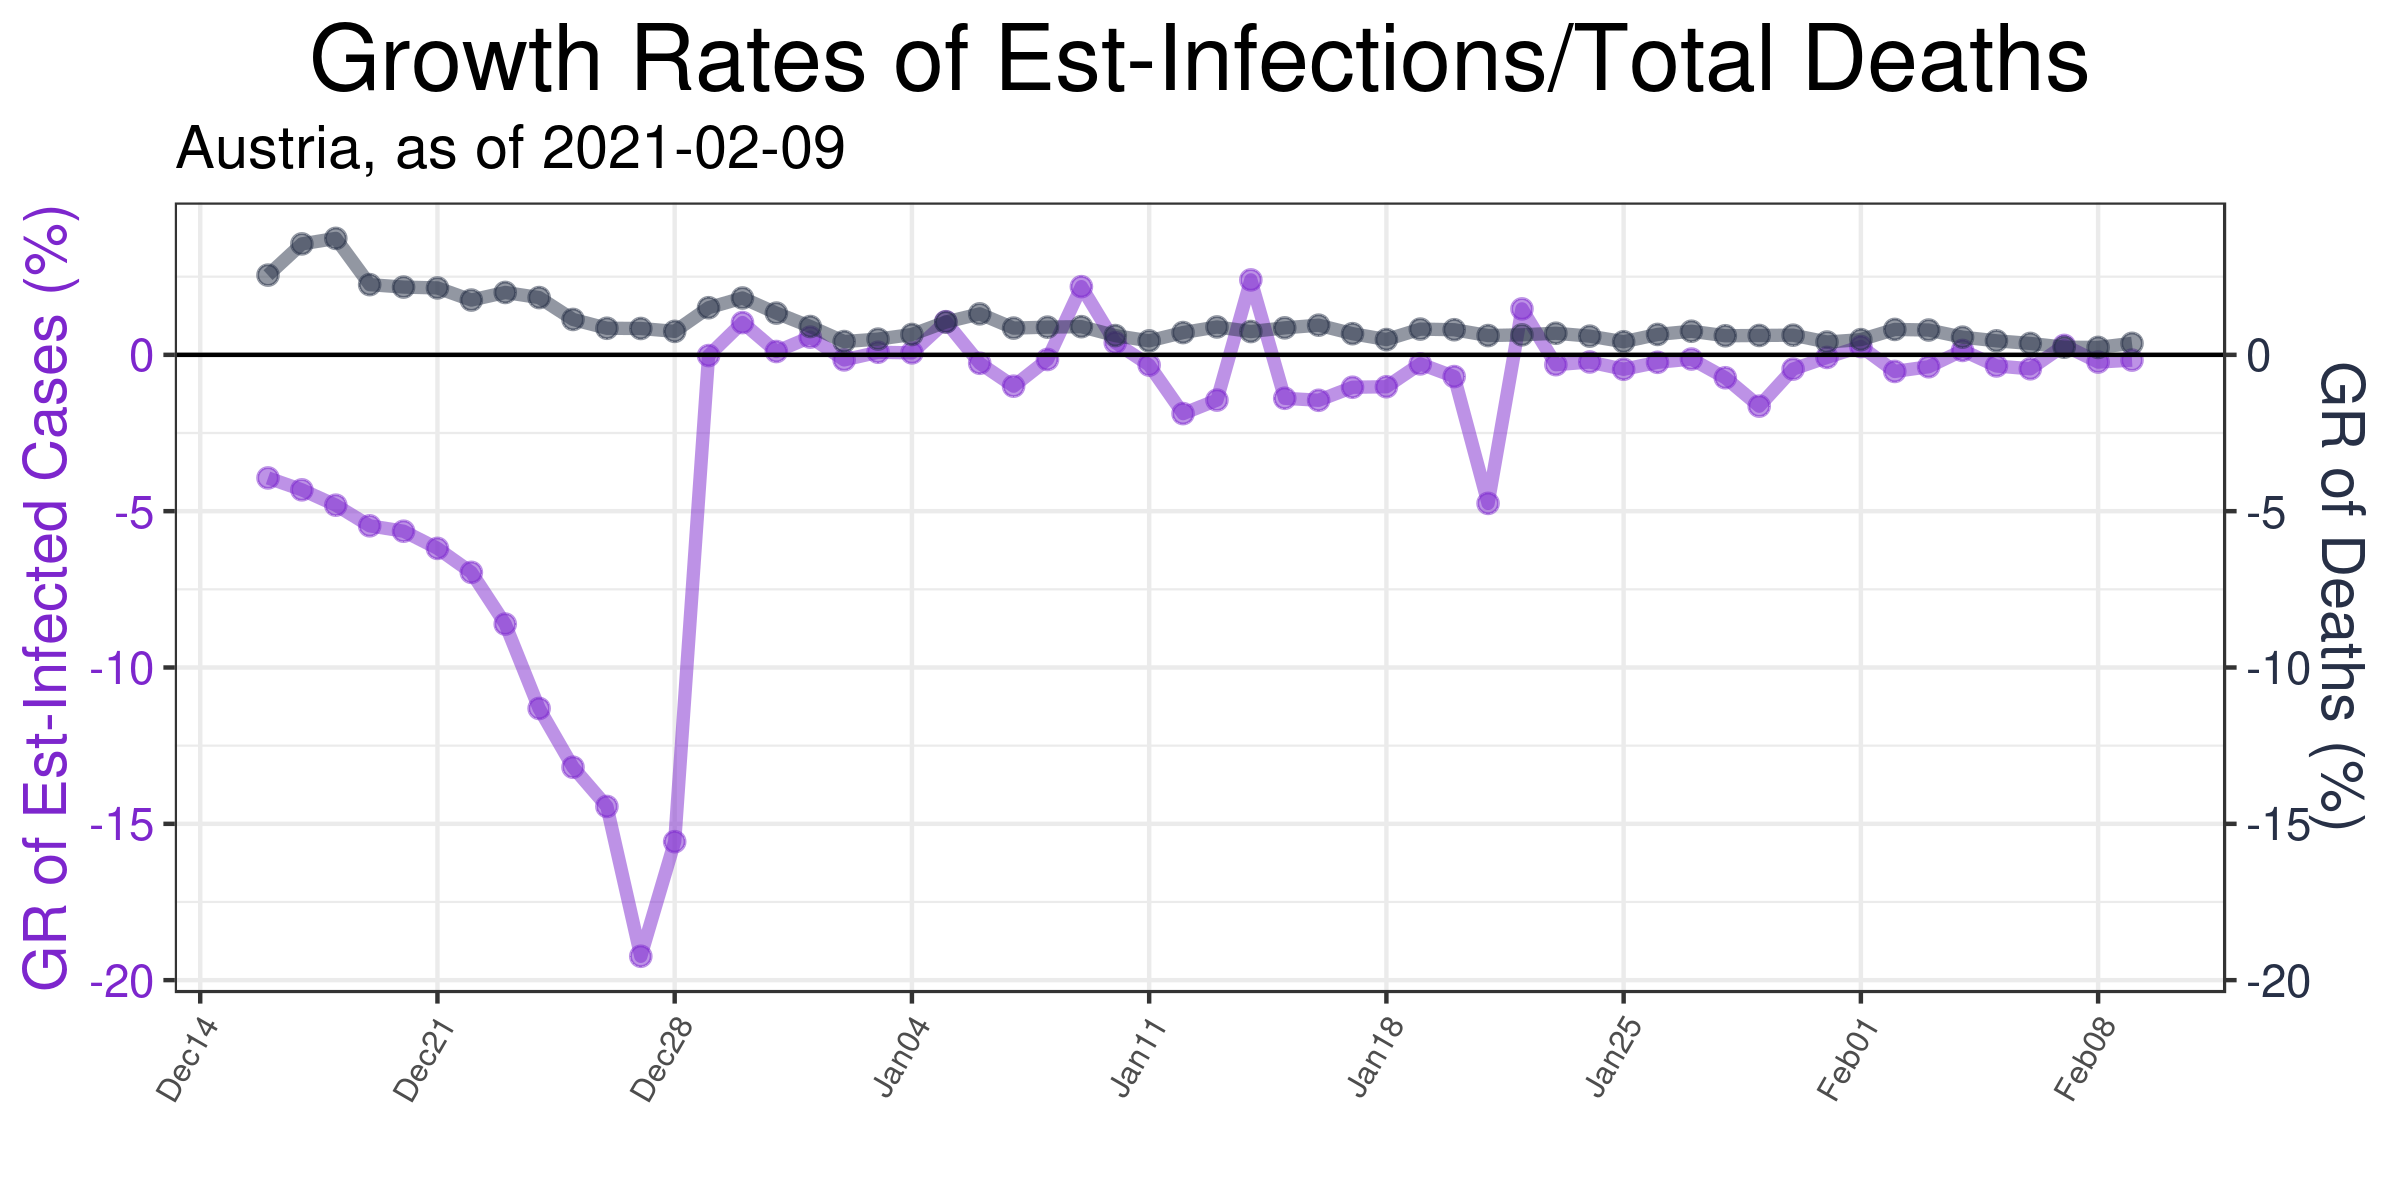 Growth Rates of Est-Infections/Total Deaths
Austria, as of 2021-02-09
GR of Est-Infected Cases (%)
0
-5
-10
-15
-20
0
-5
-10
-15
-20
GR of Deaths (%)
Dec14
Dec21
Dec28
Jan04
Jan11
Jan18
Jan25
Feb01
Feb08